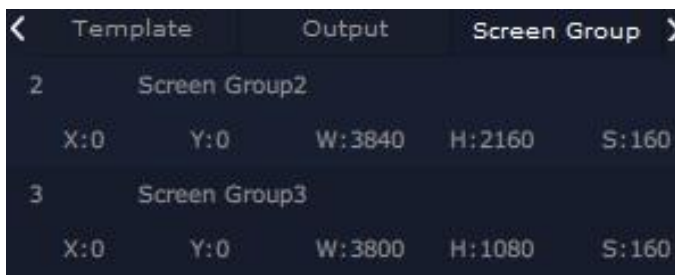 Template Output Screen Group
2 Screen Group2
X:0 Y:0 W:3840 H:2160 S:160
3 Screen Group3
X:0 Y:0 W:3800 H:1080 S:160